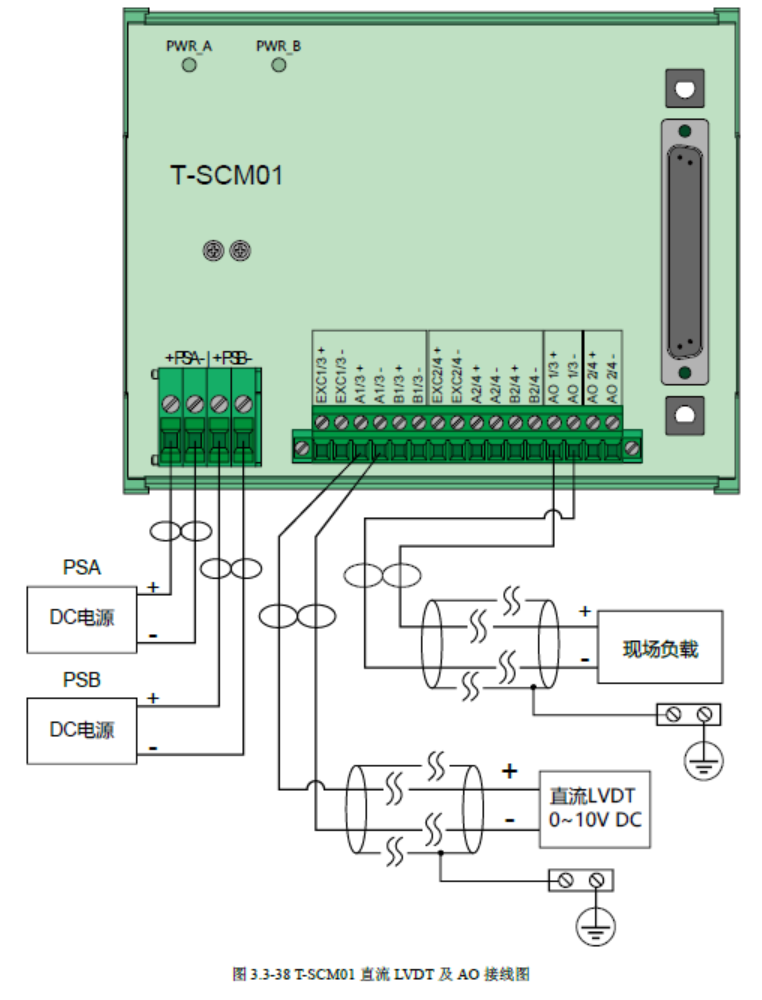 PWR_A PWR_B
T-SCM01
+PSA-|+PSB-
EXC1/3 +
EXC1/3 -
A1/3 +
A1/3 -
B1/3 +
B1/3 -
EXC2/4 +
EXC2/4 -
A2/4 +
A2/4 -
B2/4 +
B2/4 -
AO 1/3 +
AO 1/3 -
AO 2/4 +
AO 2/4 -
PSA
DC电源
+
-
PSB
DC电源
+
-
+
-
现场负载
+
-
直流LVDT
0~10V DC
图 3.3-38 T-SCM01 直流 LVDT 及 AO 接线图